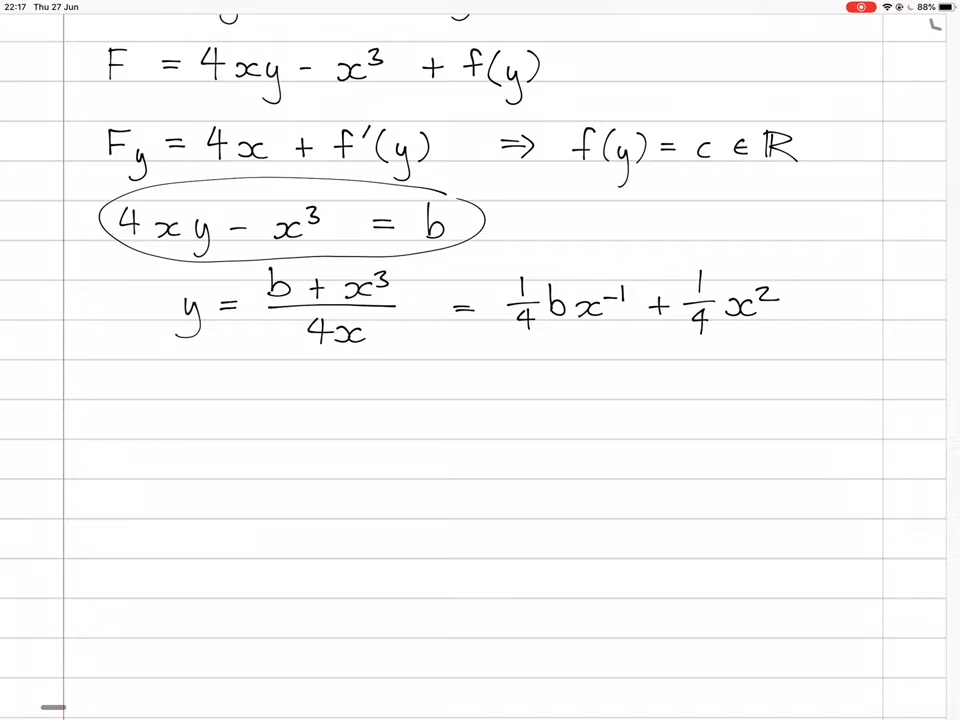 22:17 Thu 27 Jun 88%
F = 4xy - x³ + f(y)
F_y = 4x + f'(y) ⇒ f(y) = c ∈ ℝ
4xy - x³ = b
y = (b + x³)/(4x) = 1/4 bx⁻¹ + 1/4 x²